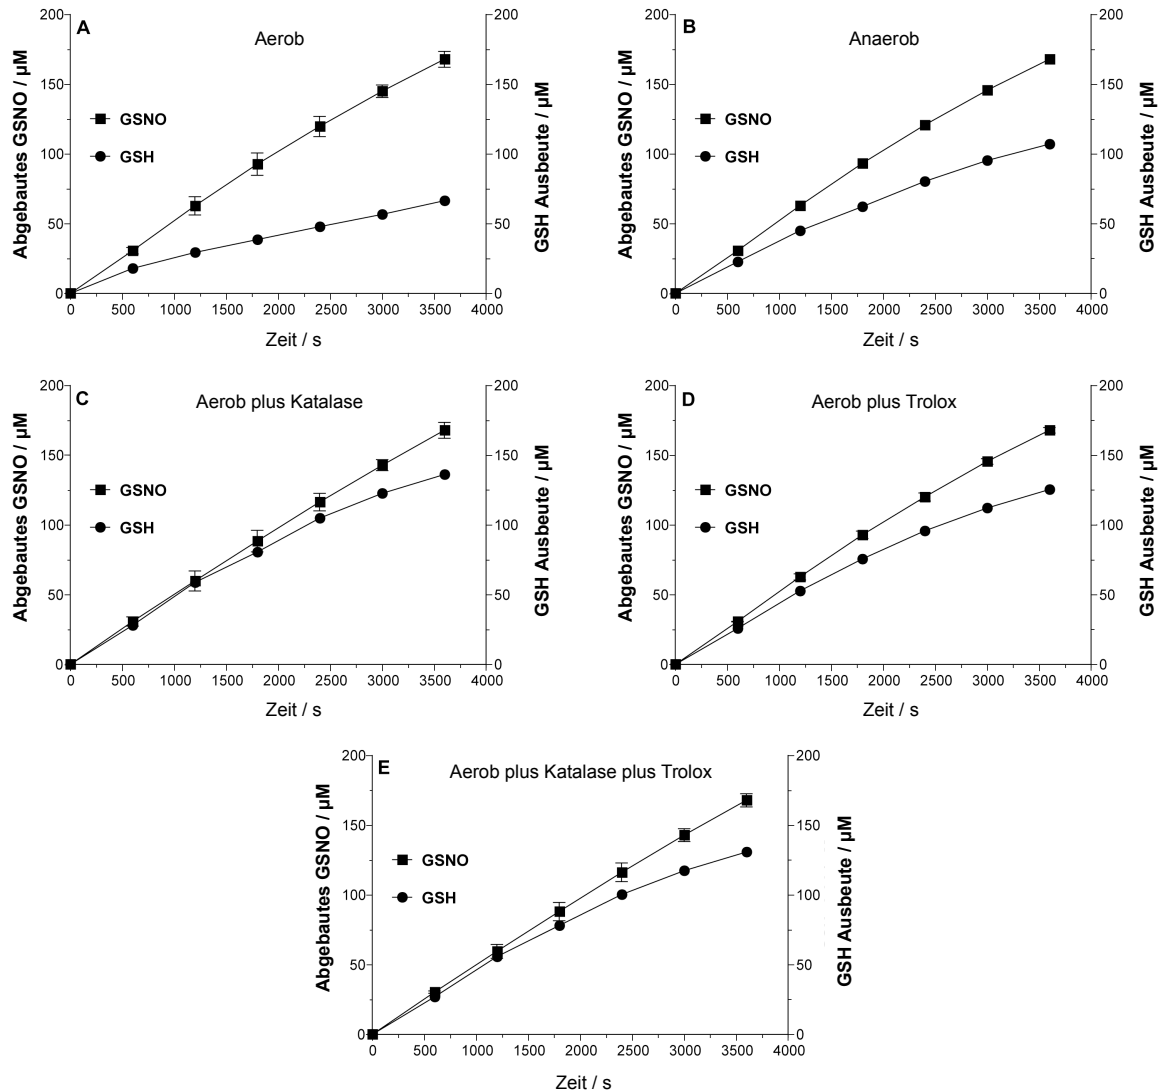 A
Aerob
Abgebautes GSNO / µM
200
150
100
50
0
GSNO
GSH
200
150
100
50
0
GSH Ausbeute / µM
0 500 1000 1500 2000 2500 3000 3500 4000
Zeit / s
B
Anaerob
Abgebautes GSNO / µM
200
150
100
50
0
GSNO
GSH
200
150
100
50
0
GSH Ausbeute / µM
0 500 1000 1500 2000 2500 3000 3500 4000
Zeit / s
C
Aerob plus Katalase
Abgebautes GSNO / µM
200
150
100
50
0
GSNO
GSH
200
150
100
50
0
GSH Ausbeute / µM
0 500 1000 1500 2000 2500 3000 3500 4000
Zeit / s
D
Aerob plus Trolox
Abgebautes GSNO / µM
200
150
100
50
0
GSNO
GSH
200
150
100
50
0
GSH Ausbeute / µM
0 500 1000 1500 2000 2500 3000 3500 4000
Zeit / s
E
Aerob plus Katalase plus Trolox
Abgebautes GSNO / µM
200
150
100
50
0
GSNO
GSH
200
150
100
50
0
GSH Ausbeute / µM
0 500 1000 1500 2000 2500 3000 3500 4000
Zeit / s